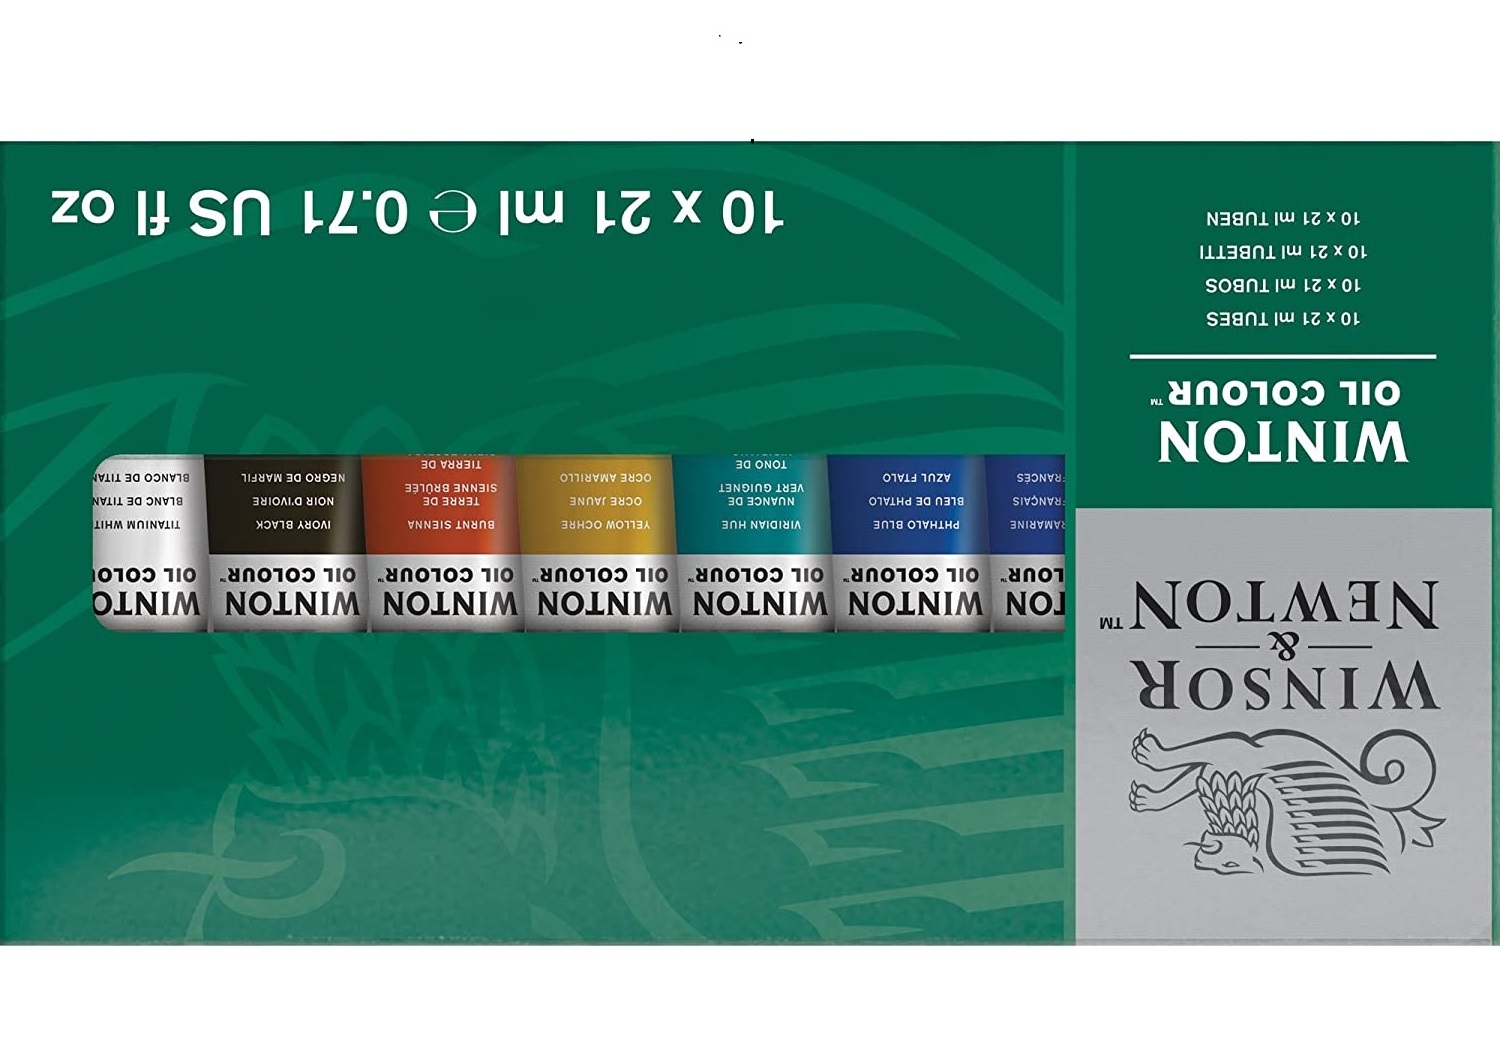 WINSOR
&
NEWTON™
WINTON
OIL COLOUR™
10 x 21 ml TUBES
10 x 21 ml TUBOS
10 x 21 ml TUBETTI
10 x 21 ml TUBEN
TON
LOUR™
RAMARINE
FRANÇAIS
FRANCÉS
WINTON
OIL COLOUR™
PHTHALO BLUE
BLEU DE PHTALO
AZUL FTALO
WINTON
OIL COLOUR™
VIRIDIAN HUE
NUANCE DE
VERT GUIGNET
TONO DE
WINTON
OIL COLOUR™
YELLOW OCHRE
OCRE JAUNE
OCRE AMARILLO
WINTON
OIL COLOUR™
BURNT SIENNA
TERRE DE
SIENNE BRÛLÉE
TIERRA DE
WINTON
OIL COLOUR™
IVORY BLACK
NOIR D'IVOIRE
NEGRO DE MARFIL
WINTO
OIL COLOU
TITANIUM WHIT
BLANC DE TITAN
BLANCO DE TITAN
10 x 21 ml ℮ 0.71 US fl oz